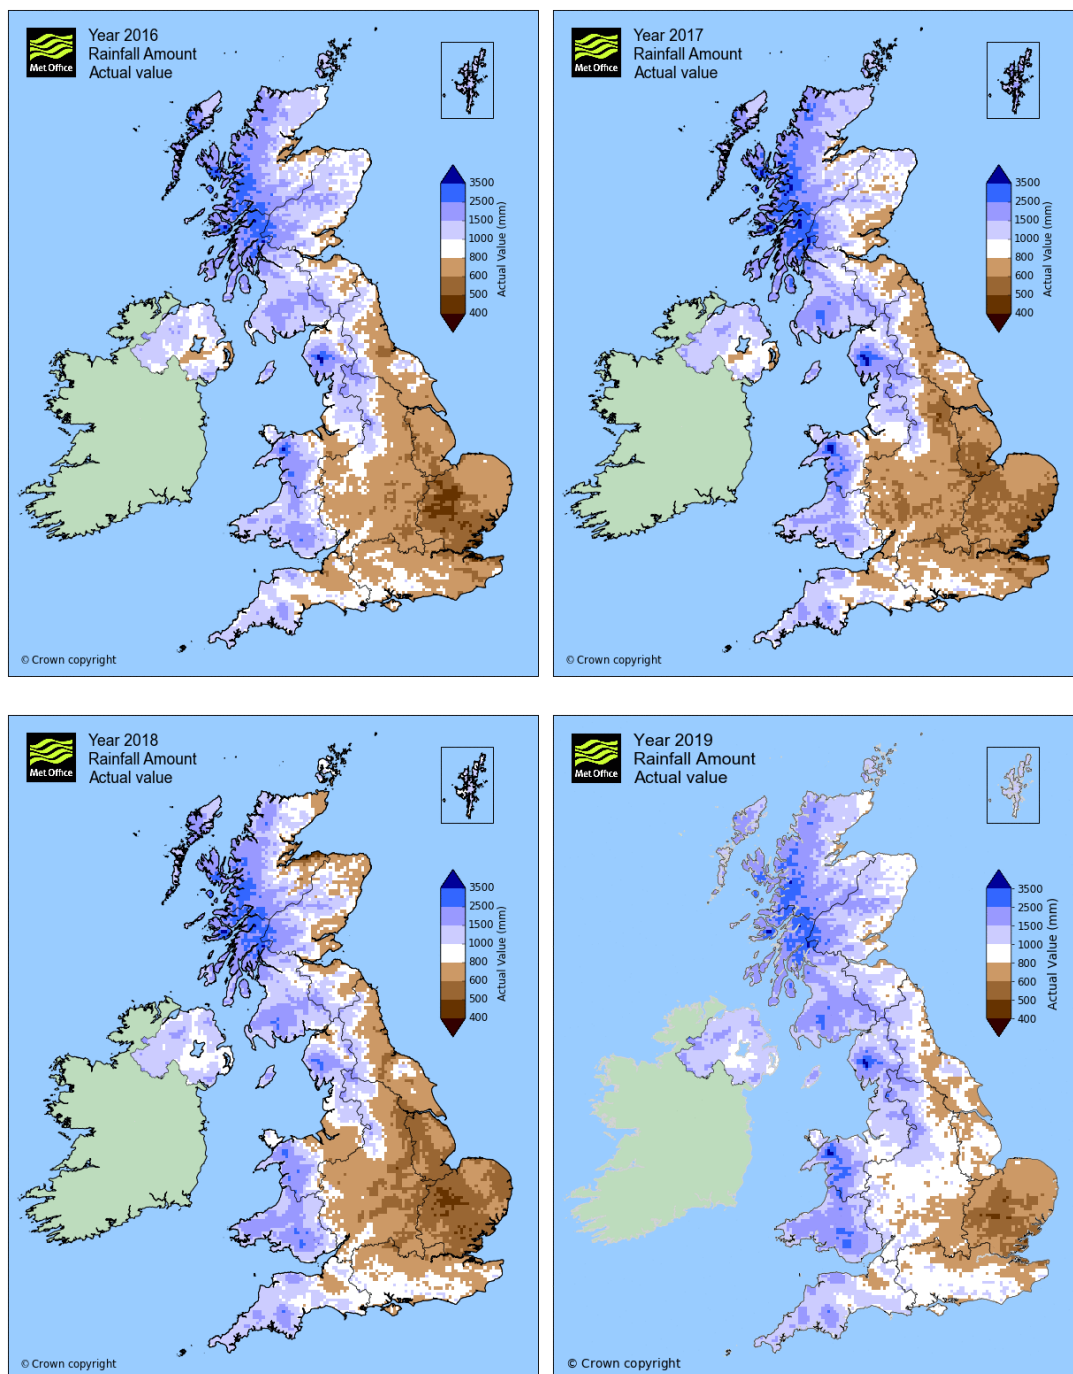 Year 2016
Rainfall Amount
Actual value
Met Office
3500
2500
1500
1000
800
600
500
400
Actual Value (mm)
© Crown copyright
Year 2017
Rainfall Amount
Actual value
Met Office
3500
2500
1500
1000
800
600
500
400
Actual Value (mm)
© Crown copyright
Year 2018
Rainfall Amount
Actual value
Met Office
3500
2500
1500
1000
800
600
500
400
Actual Value (mm)
© Crown copyright
Year 2019
Rainfall Amount
Actual value
Met Office
3500
2500
1500
1000
800
600
500
400
Actual Value (mm)
© Crown copyright